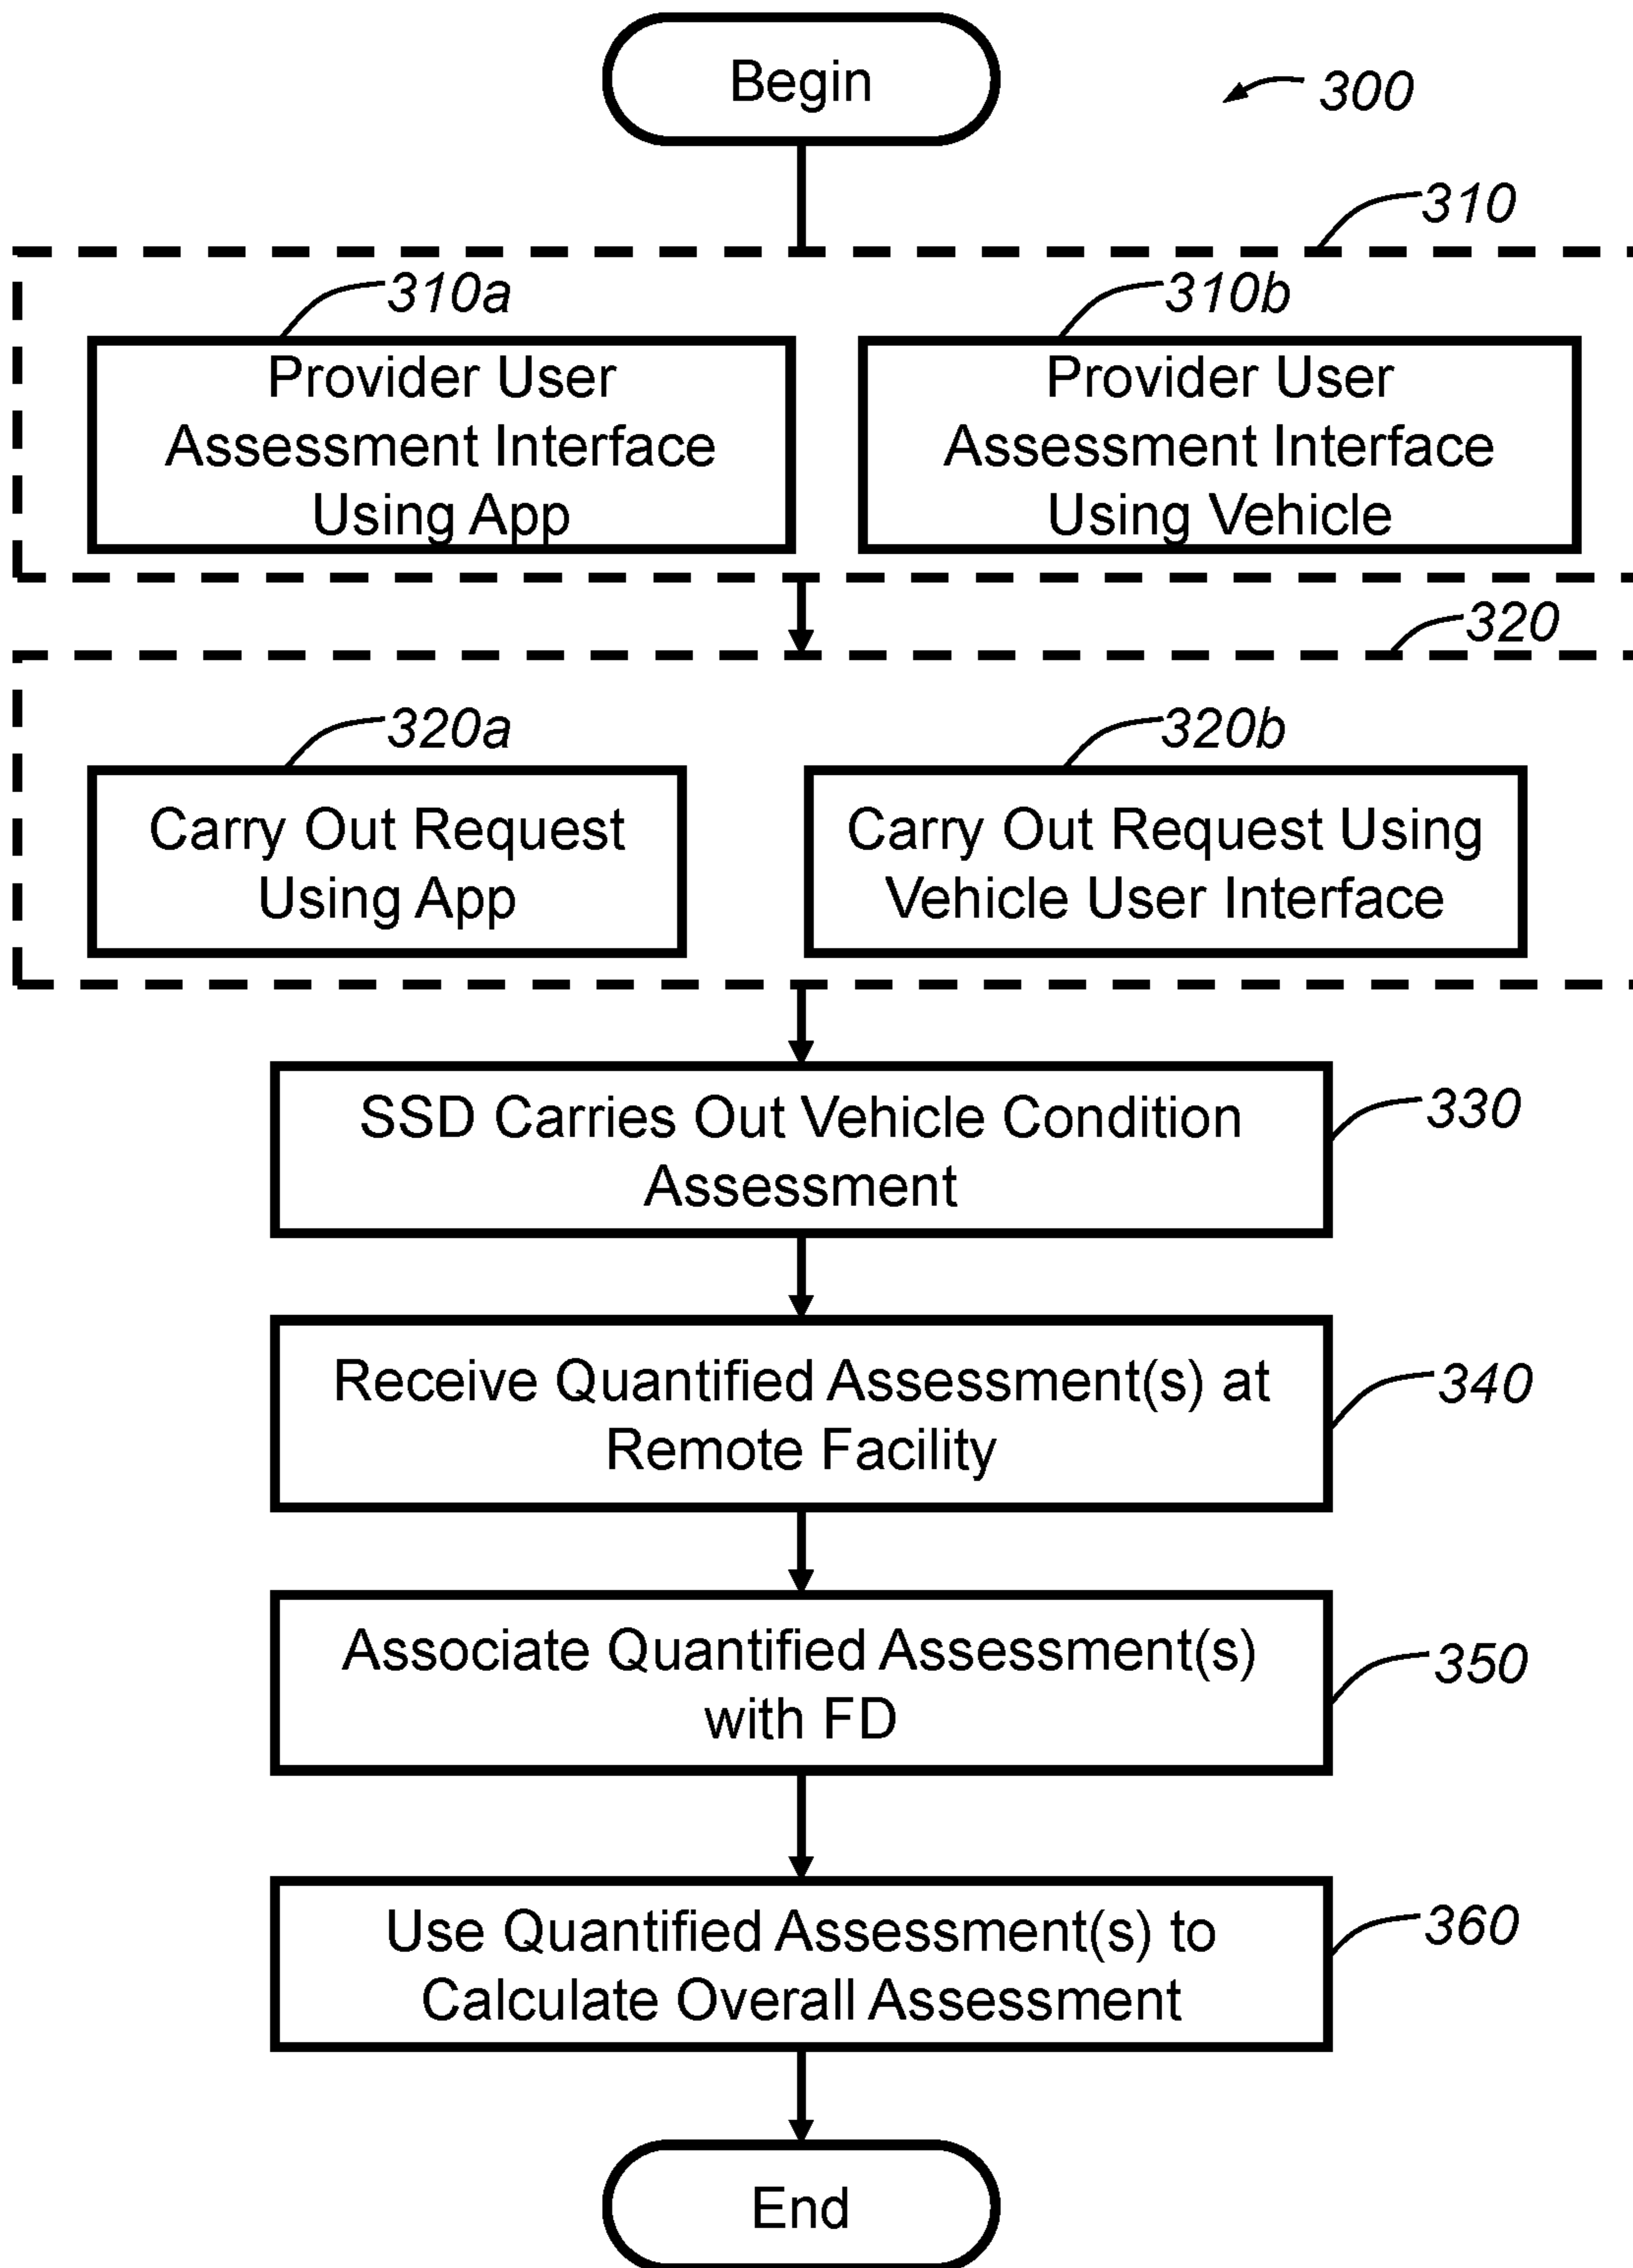 Begin
300
310
310a
310b
Provider User
Assessment Interface
Using App
Provider User
Assessment Interface
Using Vehicle
320
320a
320b
Carry Out Request
Using App
Carry Out Request Using
Vehicle User Interface
SSD Carries Out Vehicle Condition
Assessment
330
Receive Quantified Assessment(s) at
Remote Facility
340
Associate Quantified Assessment(s)
with FD
350
Use Quantified Assessment(s) to
Calculate Overall Assessment
360
End